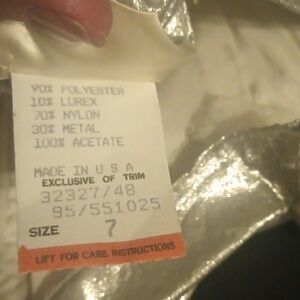 90% POLYESTER
10% LUREX
70% NYLON
30% METAL
100% ACETATE
MADE IN U S A
EXCLUSIVE OF TRIM
32327/48
95/551025
SIZE 7
LIFT FOR CARE INSTRUCTIONS